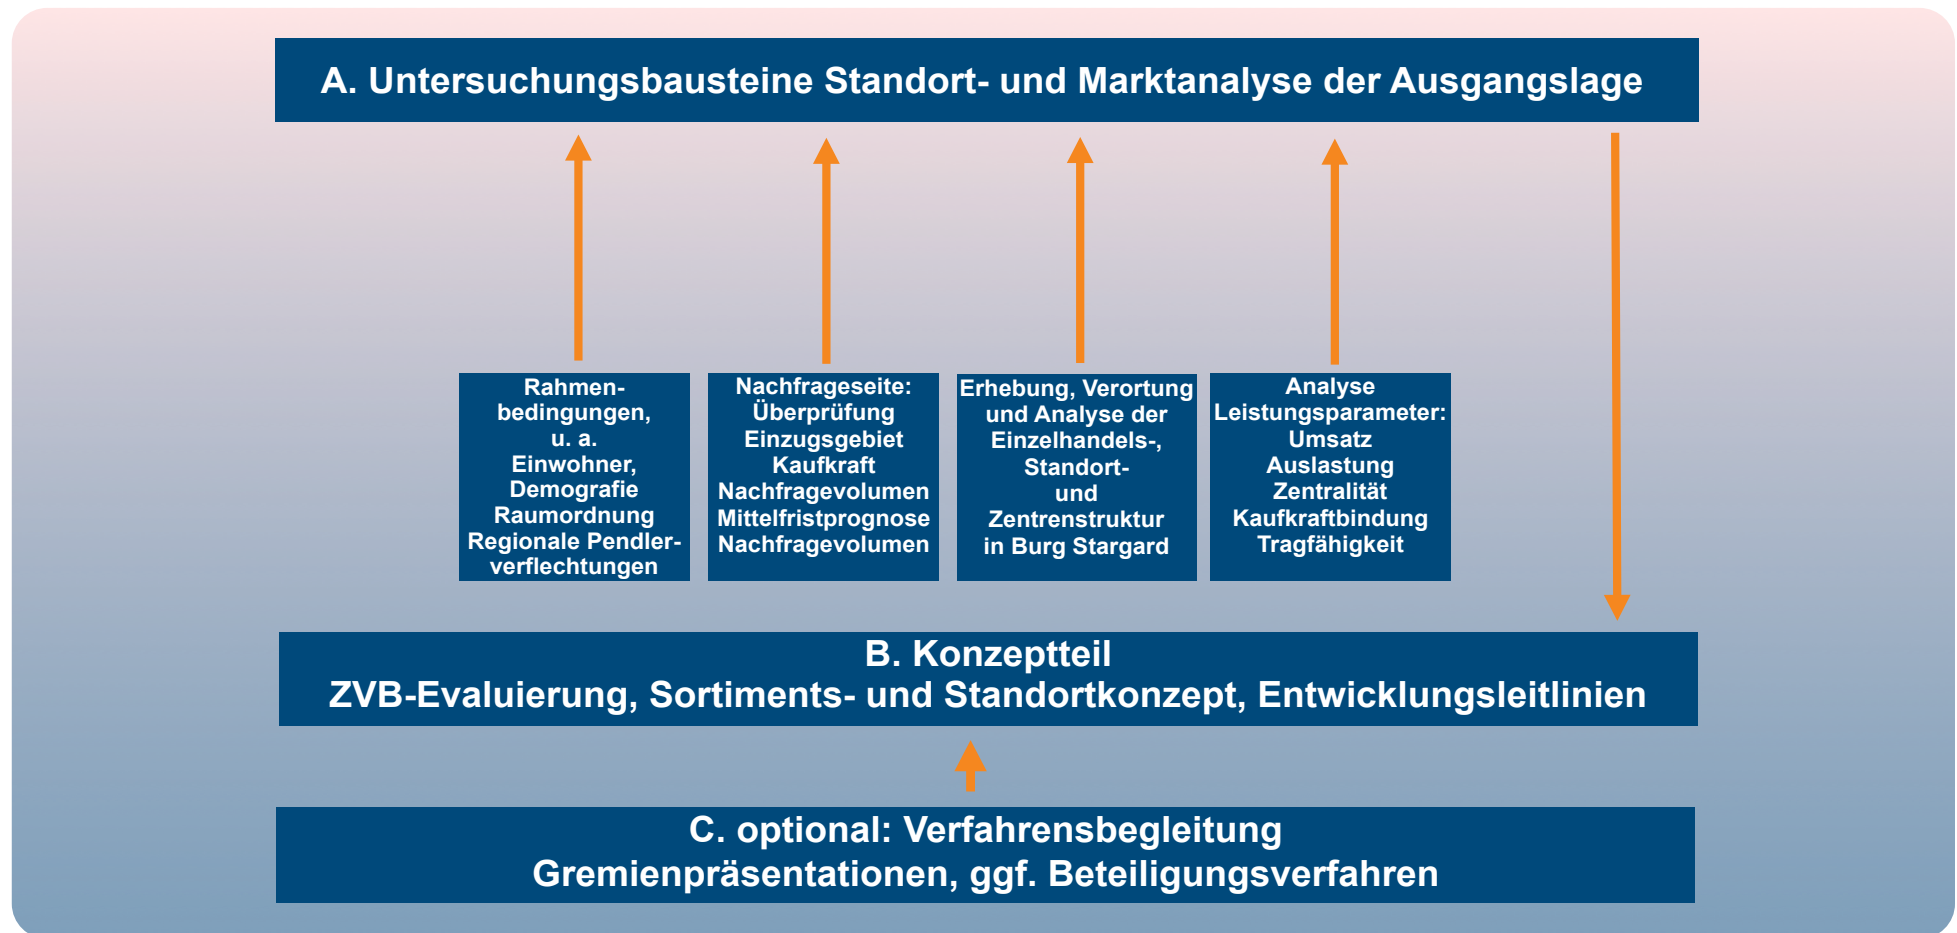 A. Untersuchungsbausteine Standort- und Marktanalyse der Ausgangslage
Rahmen-
bedingungen,
u. a.
Einwohner,
Demografie
Raumordnung
Regionale Pendler-
verflechtungen
Nachfrageseite:
Überprüfung
Einzugsgebiet
Kaufkraft
Nachfragevolumen
Mittelfristprognose
Nachfragevolumen
Erhebung, Verortung
und Analyse der
Einzelhandels-,
Standort-
und
Zentrenstruktur
in Burg Stargard
Analyse
Leistungsparameter:
Umsatz
Auslastung
Zentralität
Kaufkraftbindung
Tragfähigkeit
B. Konzeptteil
ZVB-Evaluierung, Sortiments- und Standortkonzept, Entwicklungsleitlinien
C. optional: Verfahrensbegleitung
Gremienpräsentationen, ggf. Beteiligungsverfahren